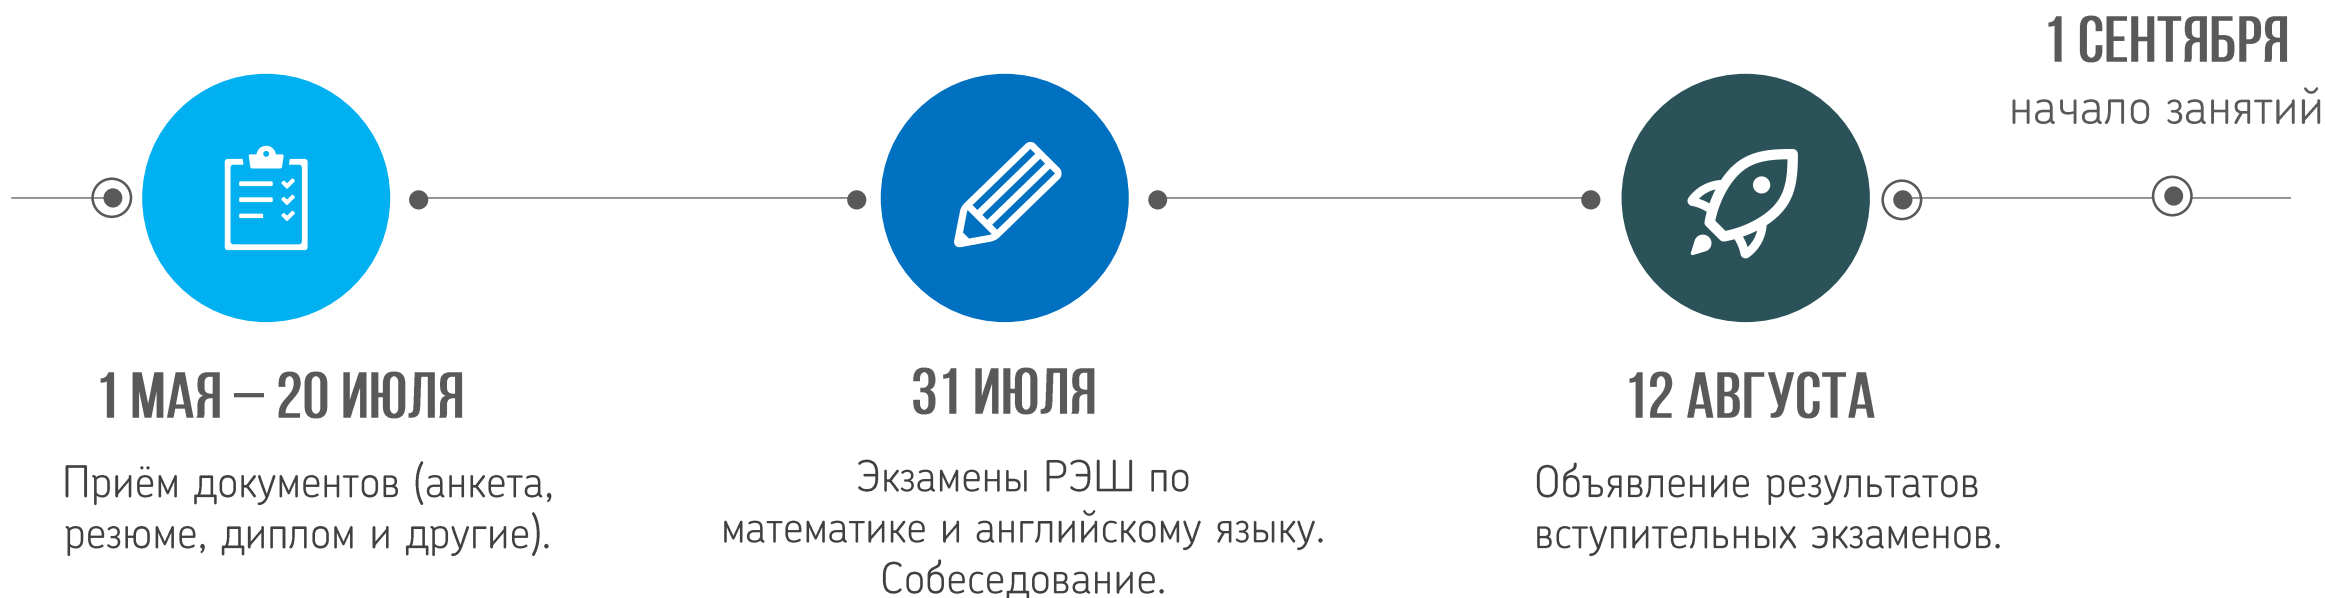 1 СЕНТЯБРЯ
начало занятий
1 МАЯ – 20 ИЮЛЯ
Приём документов (анкета,
резюме, диплом и другие).
31 ИЮЛЯ
Экзамены РЭШ по
математике и английскому языку.
Собеседование.
12 АВГУСТА
Объявление результатов
вступительных экзаменов.